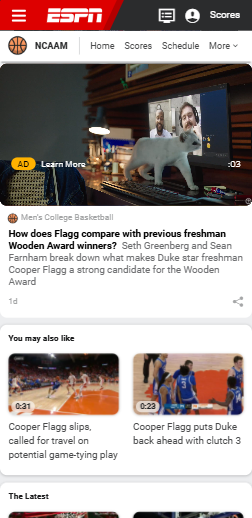 ESPN
Scores
NCAAM
Home Scores Schedule More
AD Learn More :03
Men's College Basketball
How does Flagg compare with previous freshman
Wooden Award winners? Seth Greenberg and Sean
Farnham break down what makes Duke star freshman
Cooper Flagg a strong candidate for the Wooden
Award
1d
You may also like
0:31
0:23
Cooper Flagg slips,
called for travel on
potential game-tying play
Cooper Flagg puts Duke
back ahead with clutch 3
The Latest